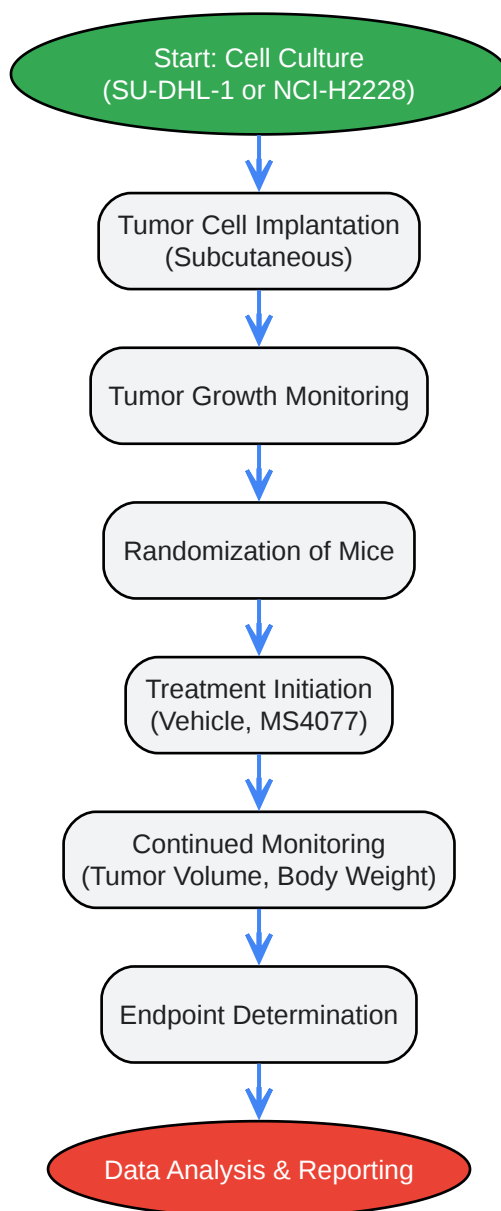 Start: Cell Culture
(SU-DHL-1 or NCI-H2228)
Tumor Cell Implantation
(Subcutaneous)
Tumor Growth Monitoring
Randomization of Mice
Treatment Initiation
(Vehicle, MS4077)
Continued Monitoring
(Tumor Volume, Body Weight)
Endpoint Determination
Data Analysis & Reporting